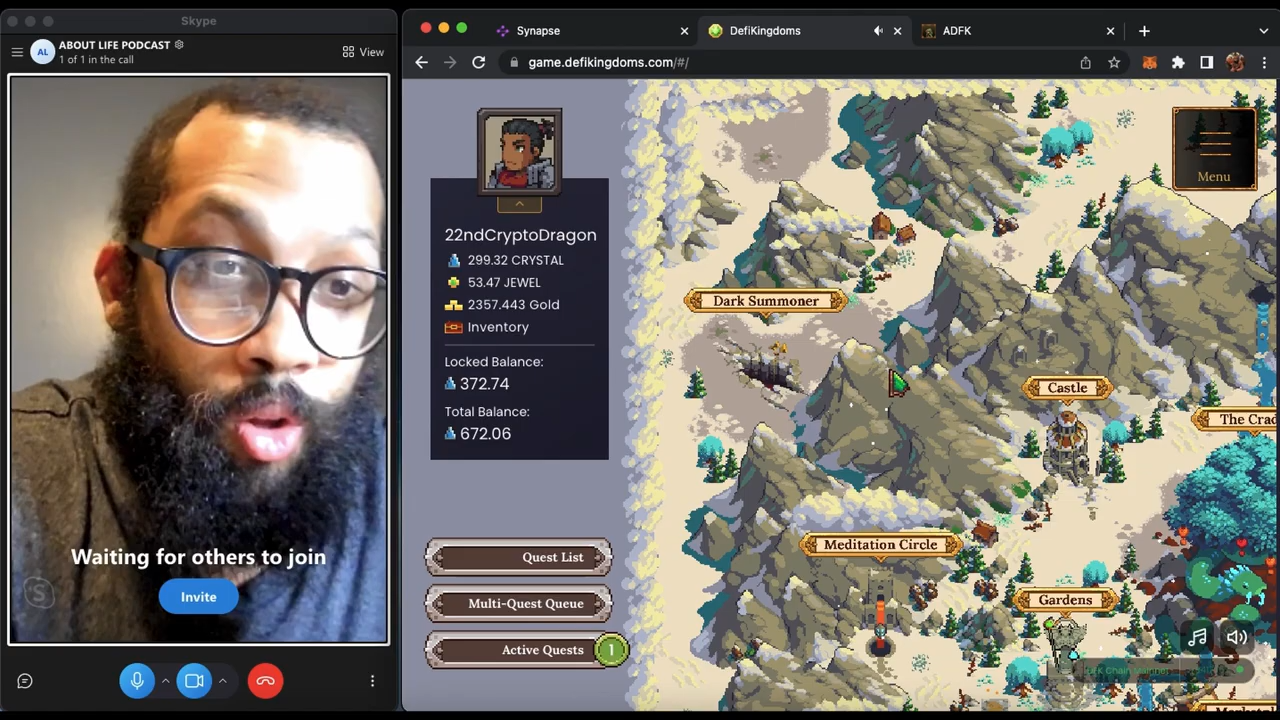 Skype
AL
ABOUT LIFE PODCAST
1 of 1 in the call
View
Waiting for others to join
Invite
Synapse
DefiKingdoms
ADFK
game.defikingdoms.com/#/
22ndCryptoDragon
299.32 CRYSTAL
53.47 JEWEL
2357.443 Gold
Inventory
Locked Balance:
372.74
Total Balance:
672.06
Quest List
Multi-Quest Queue
Active Quests 1
Menu
Dark Summoner
Castle
The Crad
Meditation Circle
Gardens
Chain